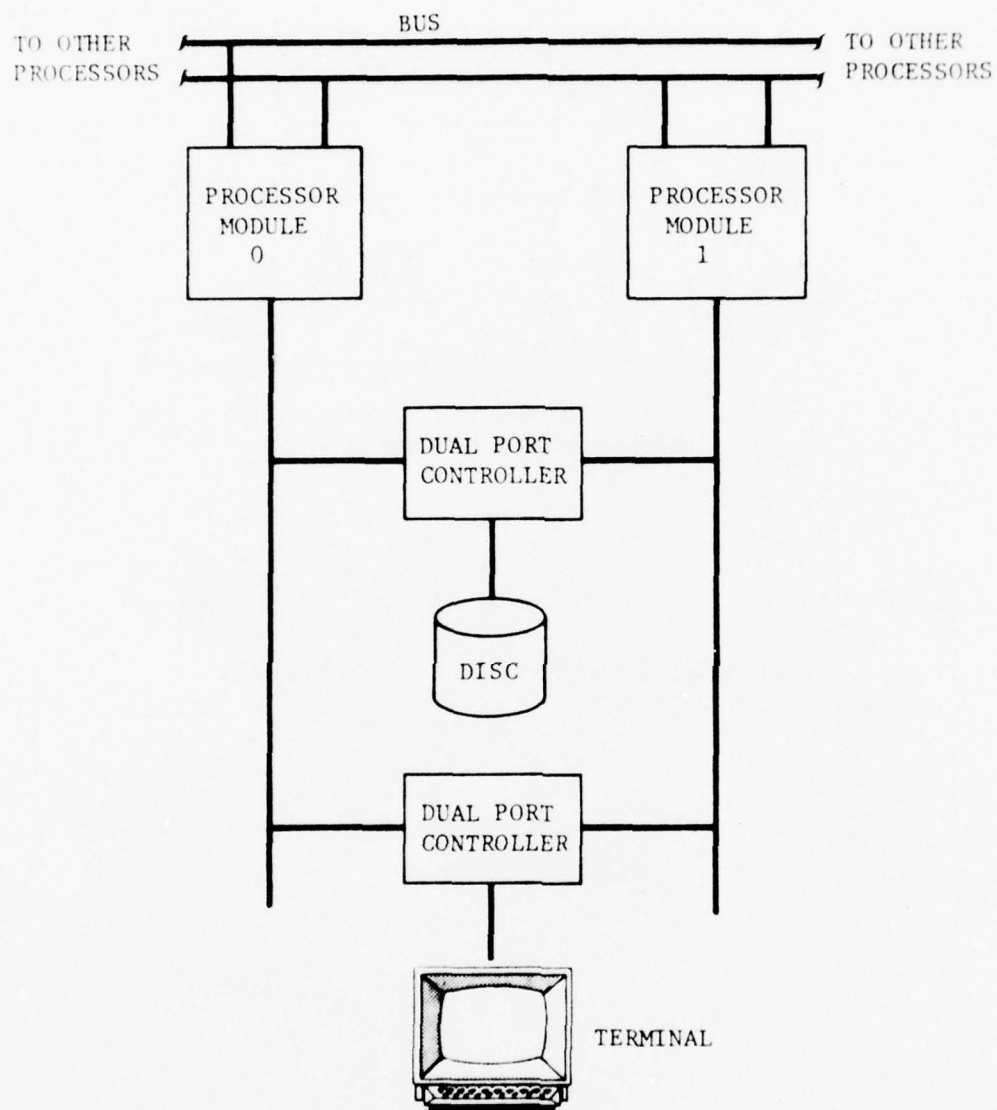 BUS
TO OTHER
PROCESSORS
TO OTHER
PROCESSORS
PROCESSOR
MODULE
0
PROCESSOR
MODULE
1
DUAL PORT
CONTROLLER
DISC
DUAL PORT
CONTROLLER
TERMINAL